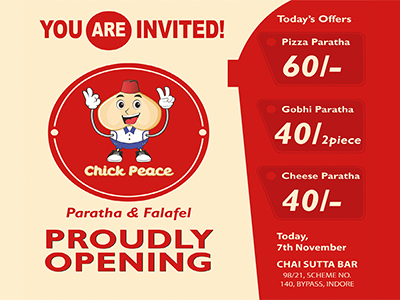 YOU ARE INVITED!
Chick Peace
Paratha & Falafel
PROUDLY
OPENING
Today's Offers
Pizza Paratha
60/-
Gobhi Paratha
40/2piece
Cheese Paratha
40/-
Today,
7th November
CHAI SUTTA BAR
98/21, SCHEME NO.
140, BYPASS, INDORE